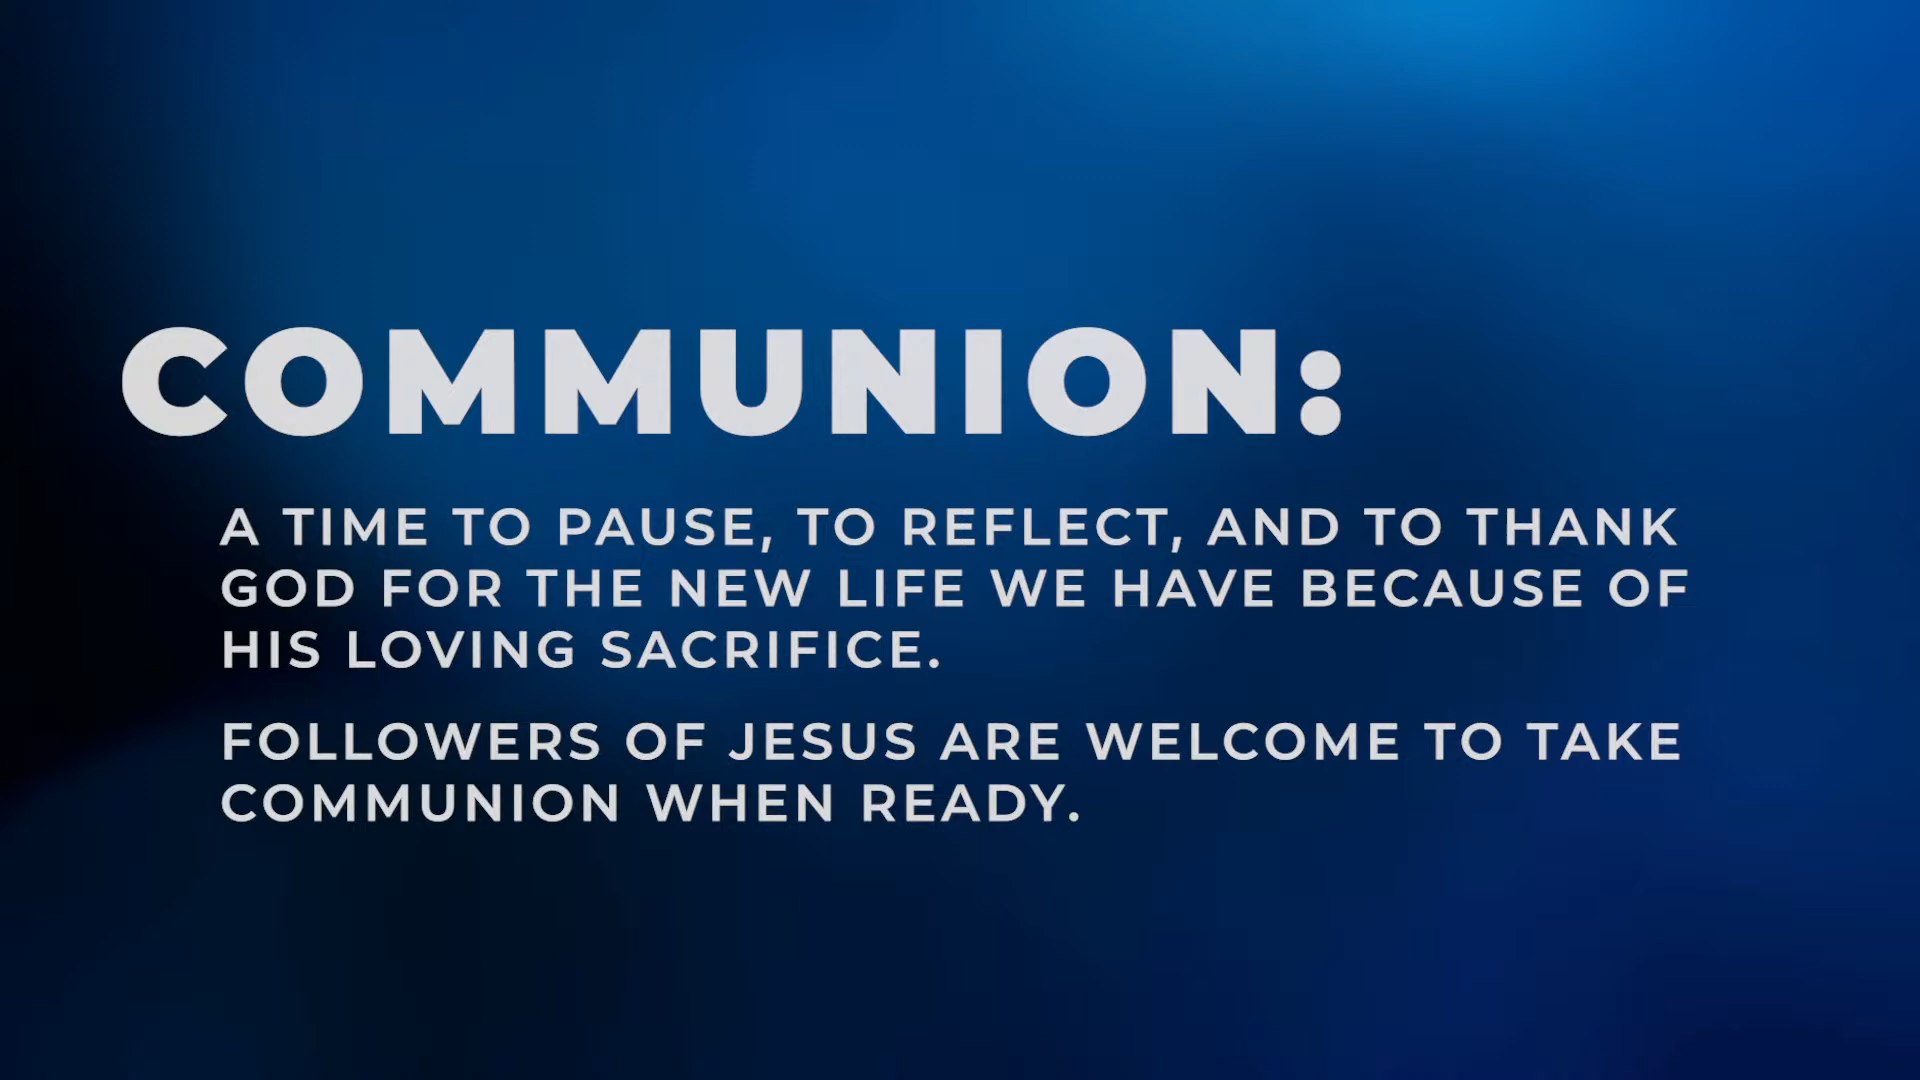 COMMUNION:
A TIME TO PAUSE, TO REFLECT, AND TO THANK
GOD FOR THE NEW LIFE WE HAVE BECAUSE OF
HIS LOVING SACRIFICE.
FOLLOWERS OF JESUS ARE WELCOME TO TAKE
COMMUNION WHEN READY.